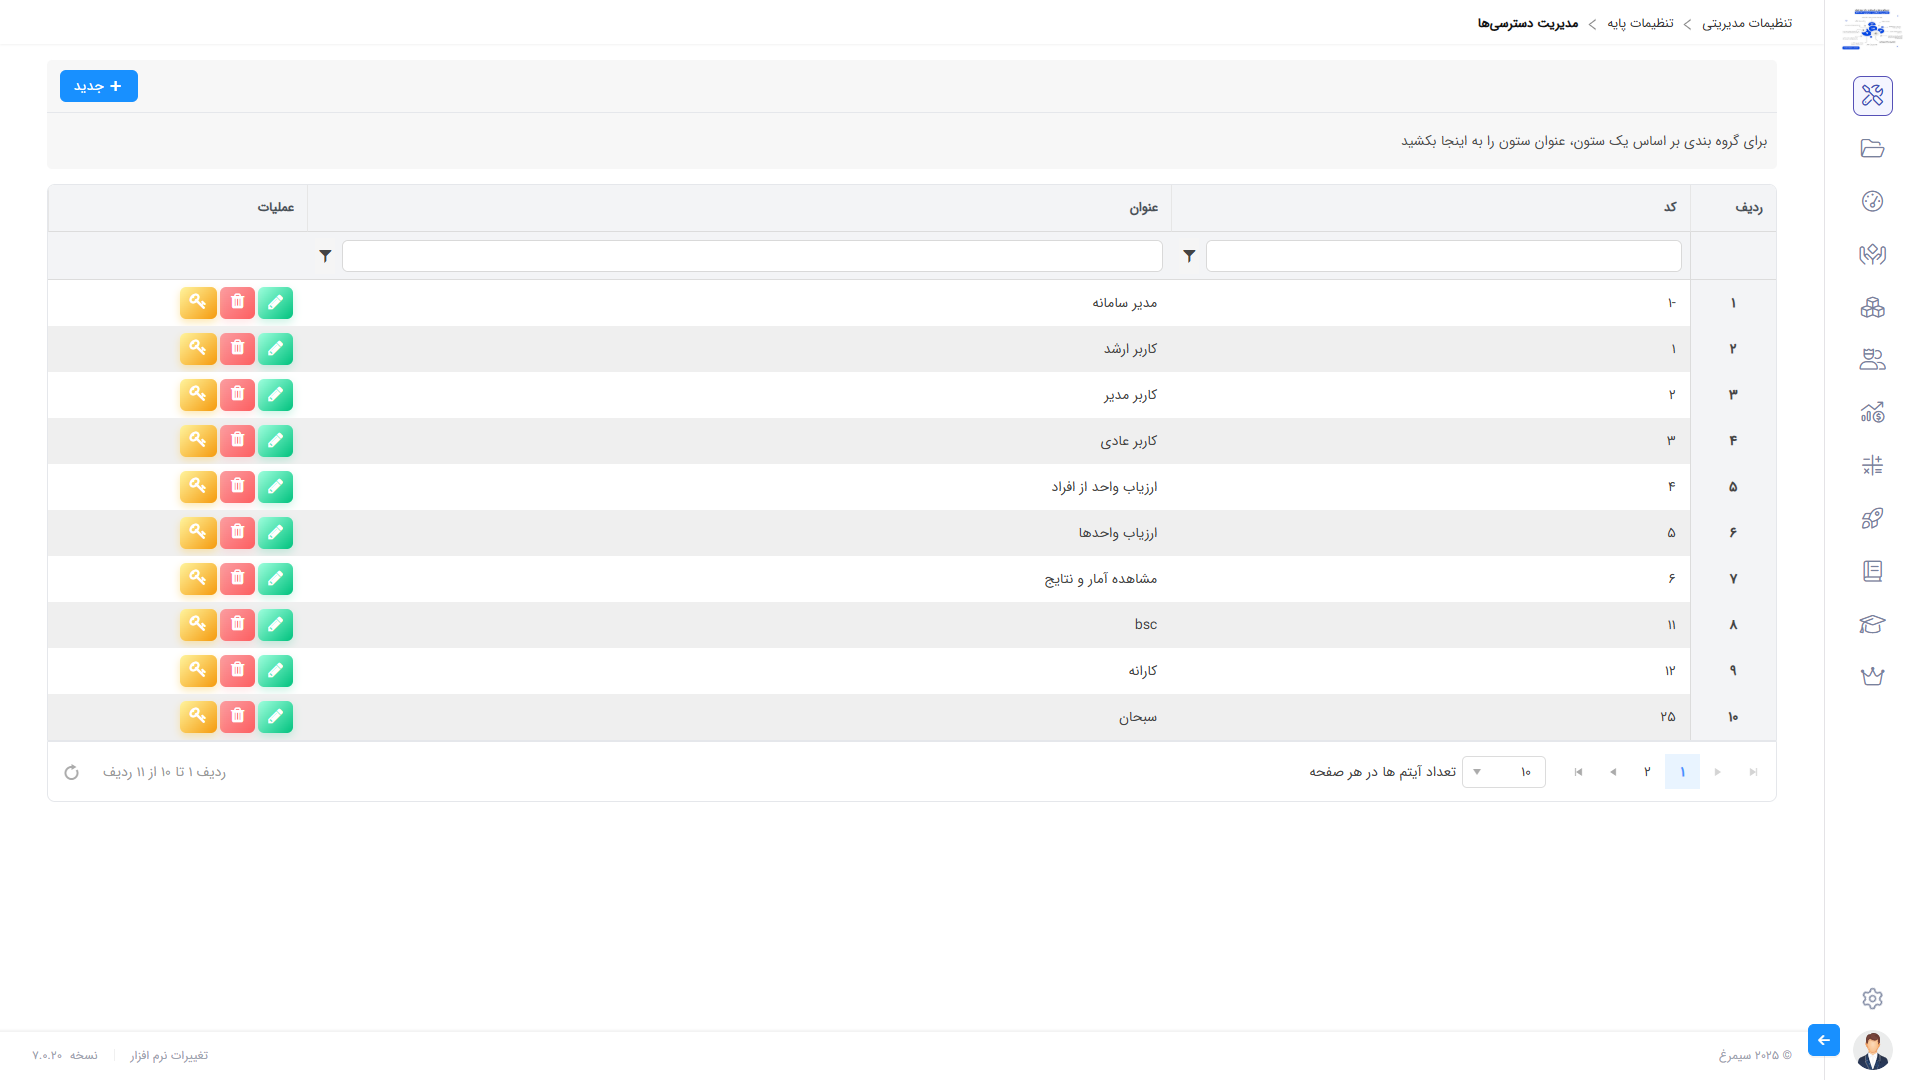 تنظیمات مدیریتی > تنظیمات پایه > مدیریت دسترسی‌ها
+ جدید
برای گروه بندی بر اساس یک ستون، عنوان ستون را به اینجا بکشید
ردیف کد عنوان عملیات
۱ -۱ مدیر سامانه
۲ ۱ کاربر ارشد
۳ ۲ کاربر مدیر
۴ ۳ کاربر عادی
۵ ۴ ارزیاب واحد از افراد
۶ ۵ ارزیاب واحدها
۷ ۶ مشاهده آمار و نتایج
۸ ۱۱ bsc
۹ ۱۲ کارانه
۱۰ ۲۵ سبحان
۱ ۲ ۱۰ تعداد آیتم ها در هر صفحه ردیف ۱ تا ۱۰ از ۱۱ ردیف
© ۲۰۲۵ سیمرغ تغییرات نرم افزار نسخه ۷.۰.۲۰